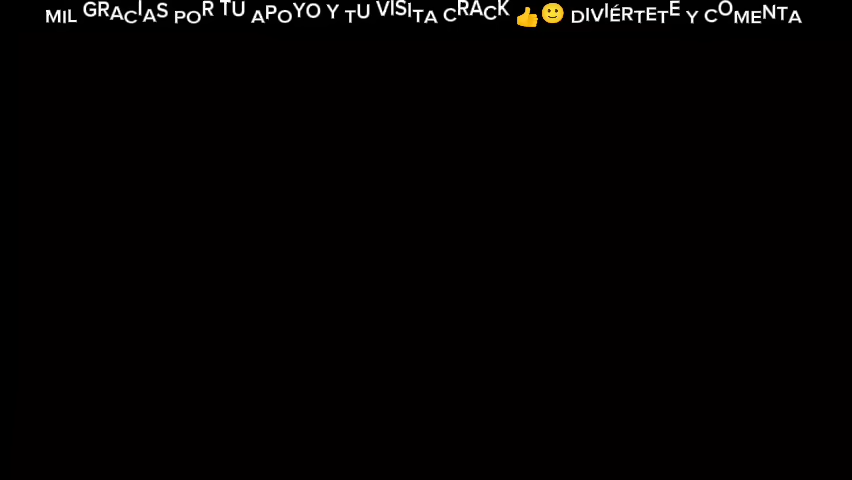 MIL GRACIAS POR TU APOYO Y TU VISITA CRACK 👍🙂 DIVIÉRTETE Y COMENTA